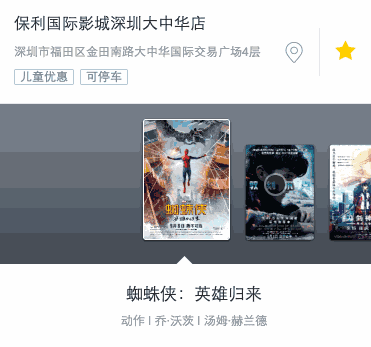 保利国际影城深圳大中华店
深圳市福田区金田南路大中华国际交易广场4层
儿童优惠 可停车
蜘蛛侠
蜘蛛侠：英雄归来
动作 | 乔·沃茨 | 汤姆·赫兰德